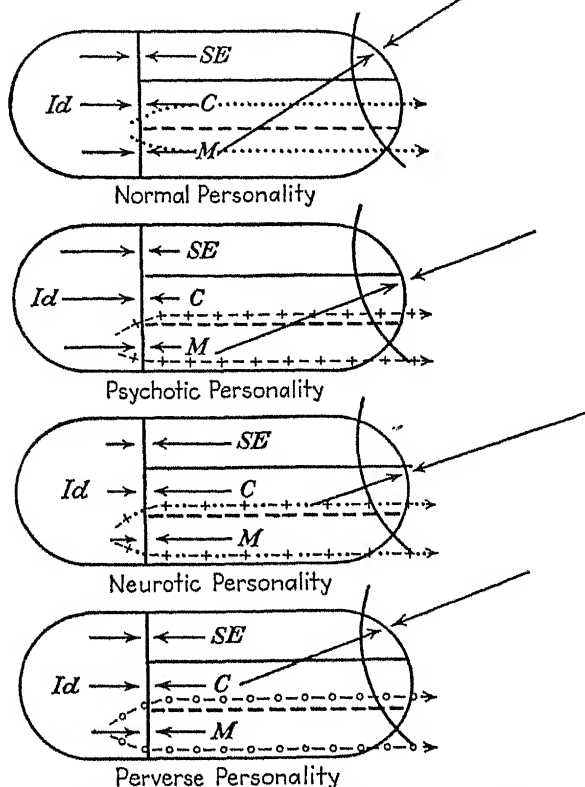 SE
Id C
M
Normal Personality
SE
Id C
M
Psychotic Personality
SE
Id C
M
Neurotic Personality
SE
Id C
M
Perverse Personality